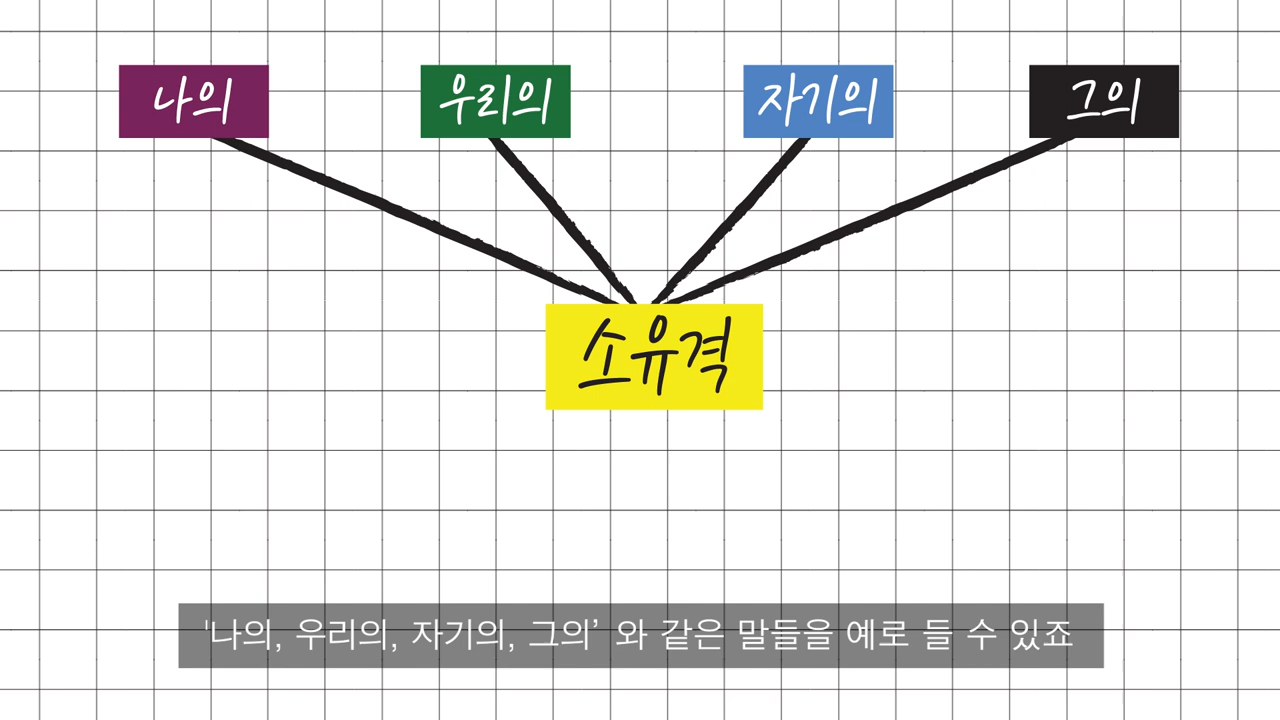 나의 우리의 자기의 그의
소유격
'나의, 우리의, 자기의, 그의’ 와 같은 말들을 예로 들 수 있죠